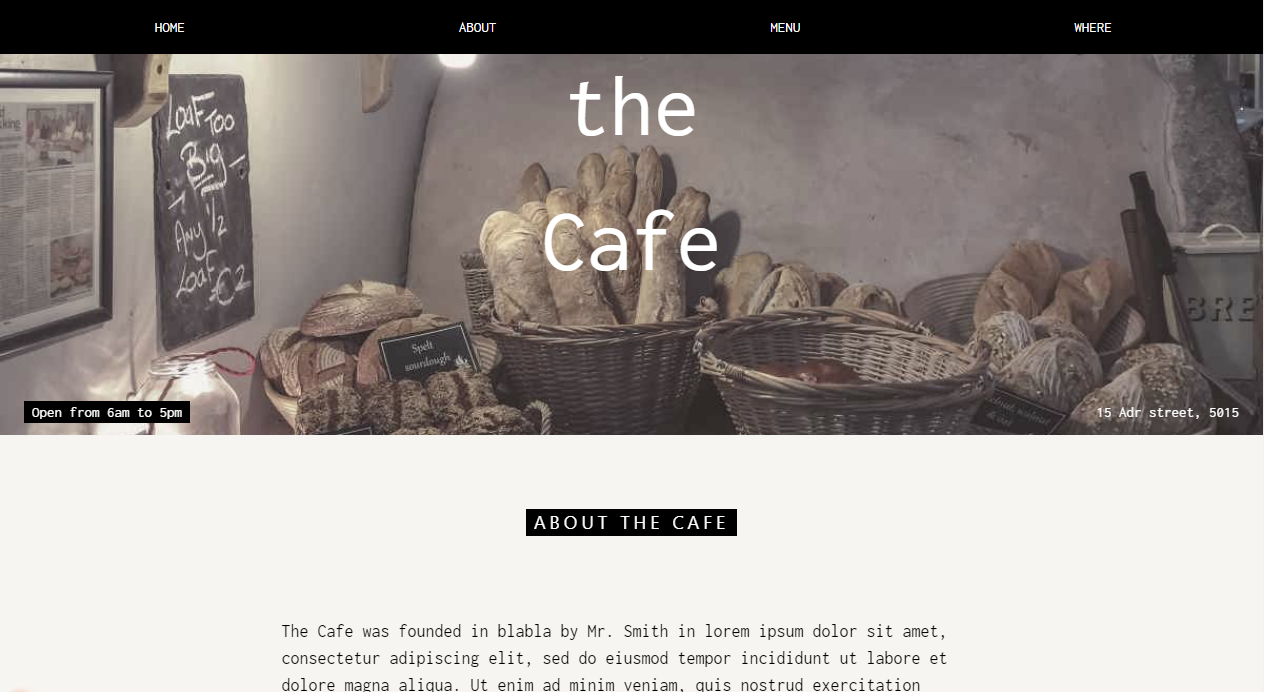 HOME ABOUT MENU WHERE
the
Cafe
LOAF TOO
BIG
ANY 1/2
LOAF €2
Spelt
sourdough
BRE
Open from 6am to 5pm
15 Adr street, 5015
ABOUT THE CAFE
The Cafe was founded in blabla by Mr. Smith in lorem ipsum dolor sit amet,
consectetur adipiscing elit, sed do eiusmod tempor incididunt ut labore et
dolore magna aliqua. Ut enim ad minim veniam, quis nostrud exercitation